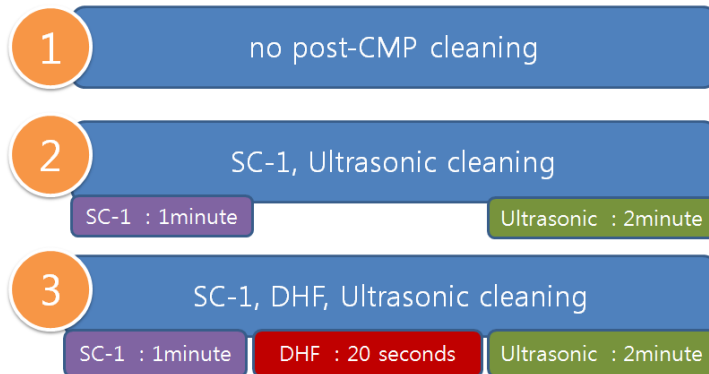 1
no post-CMP cleaning
2
SC-1, Ultrasonic cleaning
SC-1 : 1minute
Ultrasonic : 2minute
3
SC-1, DHF, Ultrasonic cleaning
SC-1 : 1minute
DHF : 20 seconds
Ultrasonic : 2minute